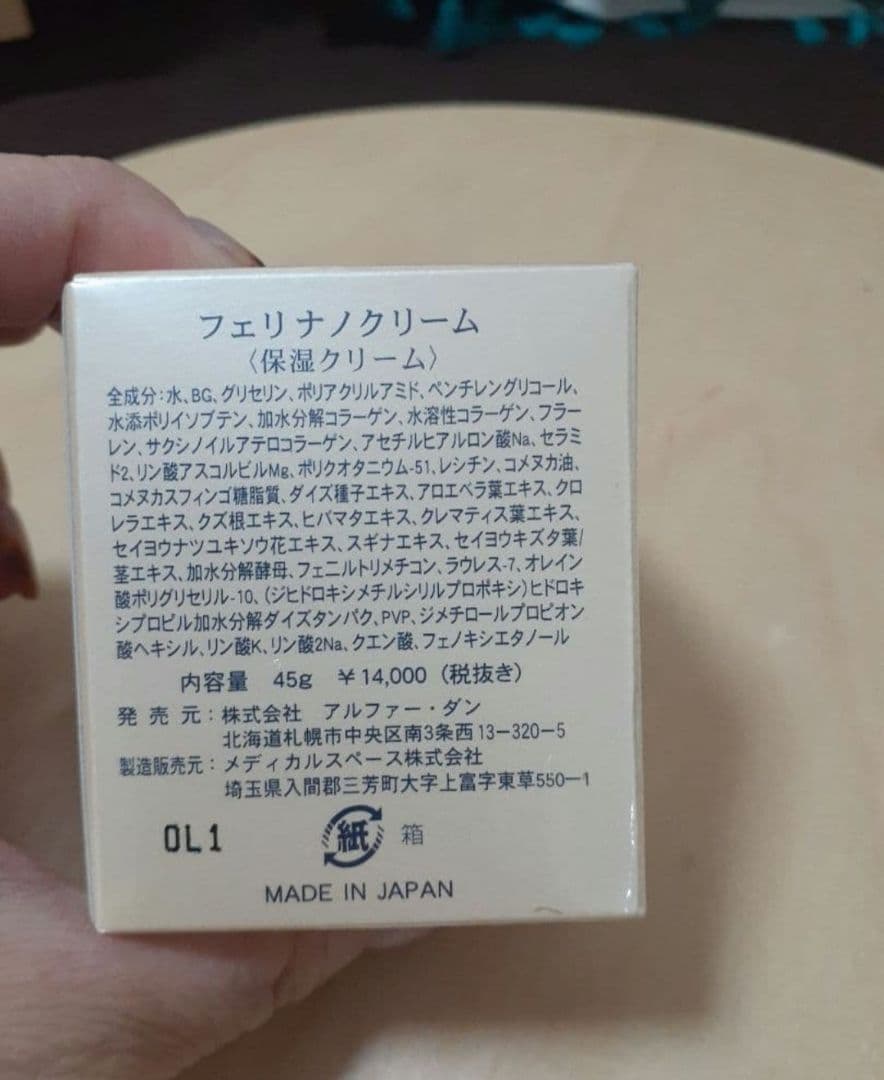 フェリナノクリーム
〈保湿クリーム〉
全成分：水、BG、グリセリン、ポリアクリルアミド、ペンチレングリコール、
水添ポリイソブテン、加水分解コラーゲン、水溶性コラーゲン、フラー
レン、サクシノイルアテロコラーゲン、アセチルヒアルロン酸Na、セラミ
ド2、リン酸アスコルビルMg、ポリクオタニウム-51、レシチン、コメヌカ油、
コメヌカスフィンゴ糖脂質、ダイズ種子エキス、アロエベラ葉エキス、クロ
レラエキス、クズ根エキス、ヒバマタエキス、クレマティス葉エキス、
セイヨウナツユキソウ花エキス、スギナエキス、セイヨウキズタ葉/
茎エキス、加水分解酵母、フェニルトリメチコン、ラウレス-7、オレイン
酸ポリグリセリル-10、（ジヒドロキシメチルシリルプロポキシ）ヒドロキ
シプロピル加水分解ダイズタンパク、PVP、ジメチロールプロピオン
酸ヘキシル、リン酸K、リン酸2Na、クエン酸、フェノキシエタノール
内容量 45g ￥14,000（税抜き）
発売元：株式会社 アルファー・ダン
北海道札幌市中央区南3条西13-320-5
製造販売元：メディカルスペース株式会社
埼玉県入間郡三芳町大字上富字東草550-1
OL1 紙 箱
MADE IN JAPAN